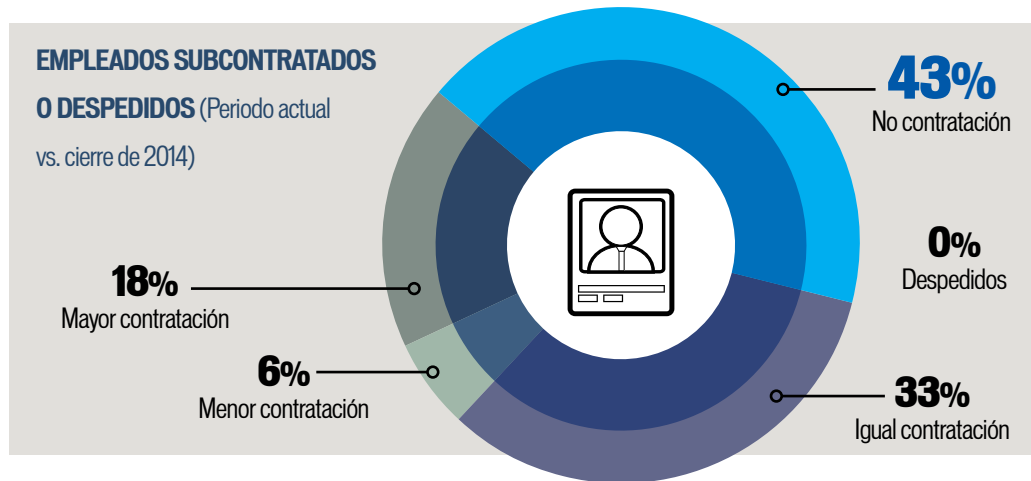 EMPLEADOS SUBCONTRATADOS
O DESPEDIDOS (Periodo actual
vs. cierre de 2014)
43%
No contratación
0%
Despedidos
18%
Mayor contratación
6%
Menor contratación
33%
Igual contratación